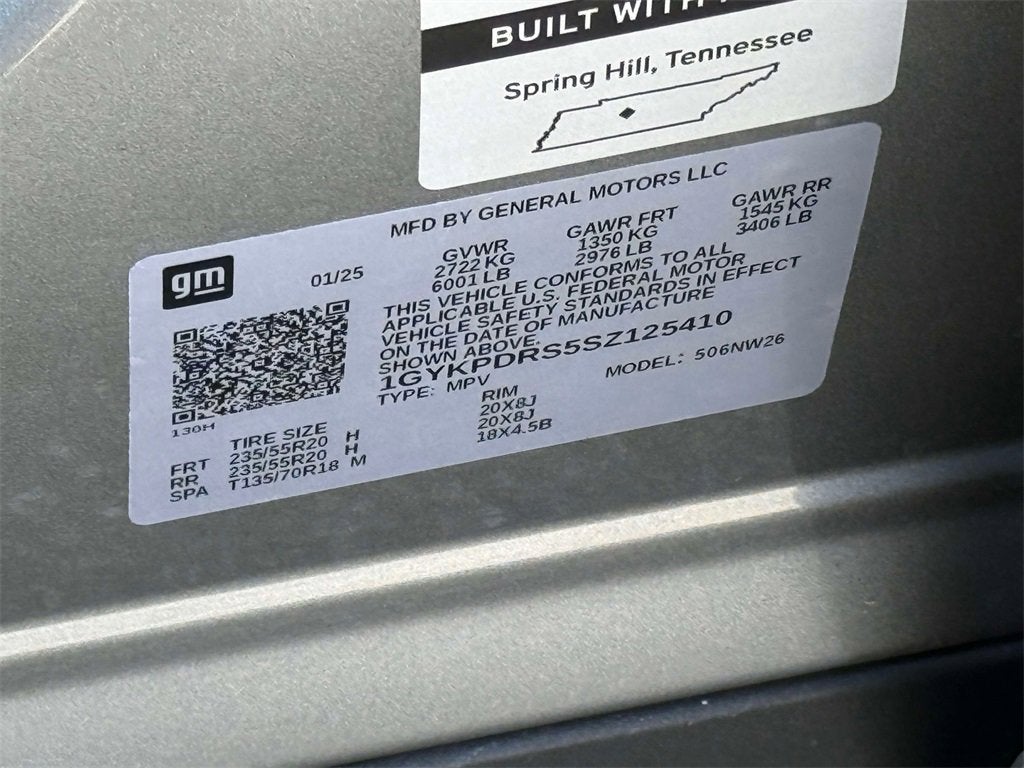 BUILT WITH
Spring Hill, Tennessee
MFD BY GENERAL MOTORS LLC
gm
01/25
GVWR GAWR FRT GAWR RR
2722 KG 1350 KG 1545 KG
6001 LB 2976 LB 3406 LB
THIS VEHICLE CONFORMS TO ALL
APPLICABLE U.S. FEDERAL MOTOR
VEHICLE SAFETY STANDARDS IN EFFECT
ON THE DATE OF MANUFACTURE
SHOWN ABOVE.
1GYKPDRS5SZ125410
TYPE: MPV MODEL: 506NW26
130H
TIRE SIZE RIM
FRT 235/55R20 H 20X8J
RR 235/55R20 H 20X8J
SPA T135/70R18 M 18X4.5B